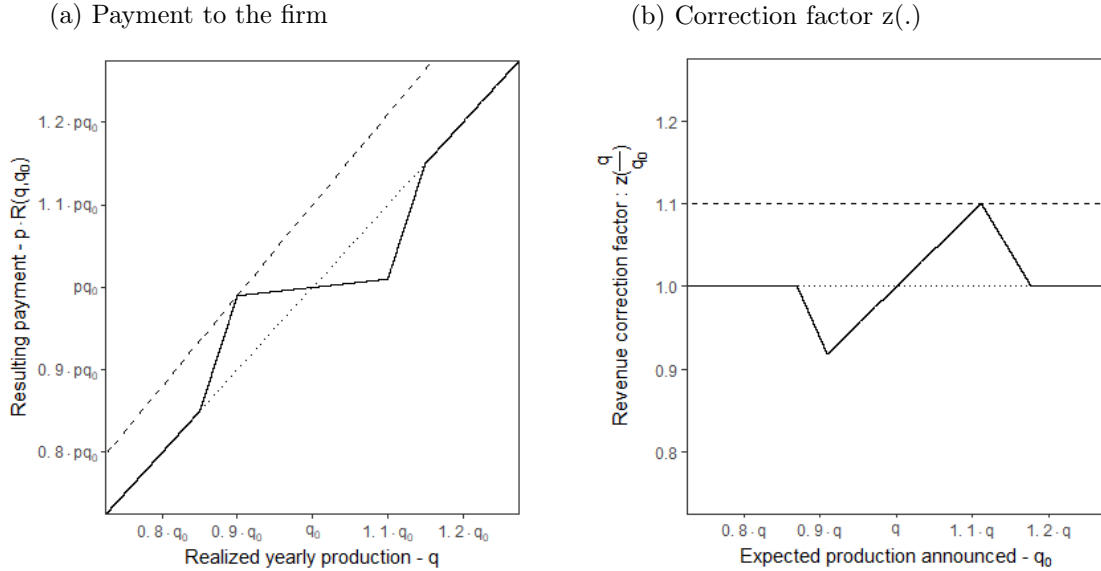 (a) Payment to the firm
(b) Correction factor z(.)
Resulting payment - p · R(q,q₀)
1.2 · pq₀
1.1 · pq₀
pq₀
0.9 · pq₀
0.8 · pq₀
0.8 · q₀
0.9 · q₀
q₀
1.1 · q₀
1.2 · q₀
Realized yearly production - q
Revenue correction factor : z(q/q₀)
1.2
1.1
1.0
0.9
0.8
0.8 · q
0.9 · q
q
1.1 · q
1.2 · q
Expected production announced - q₀